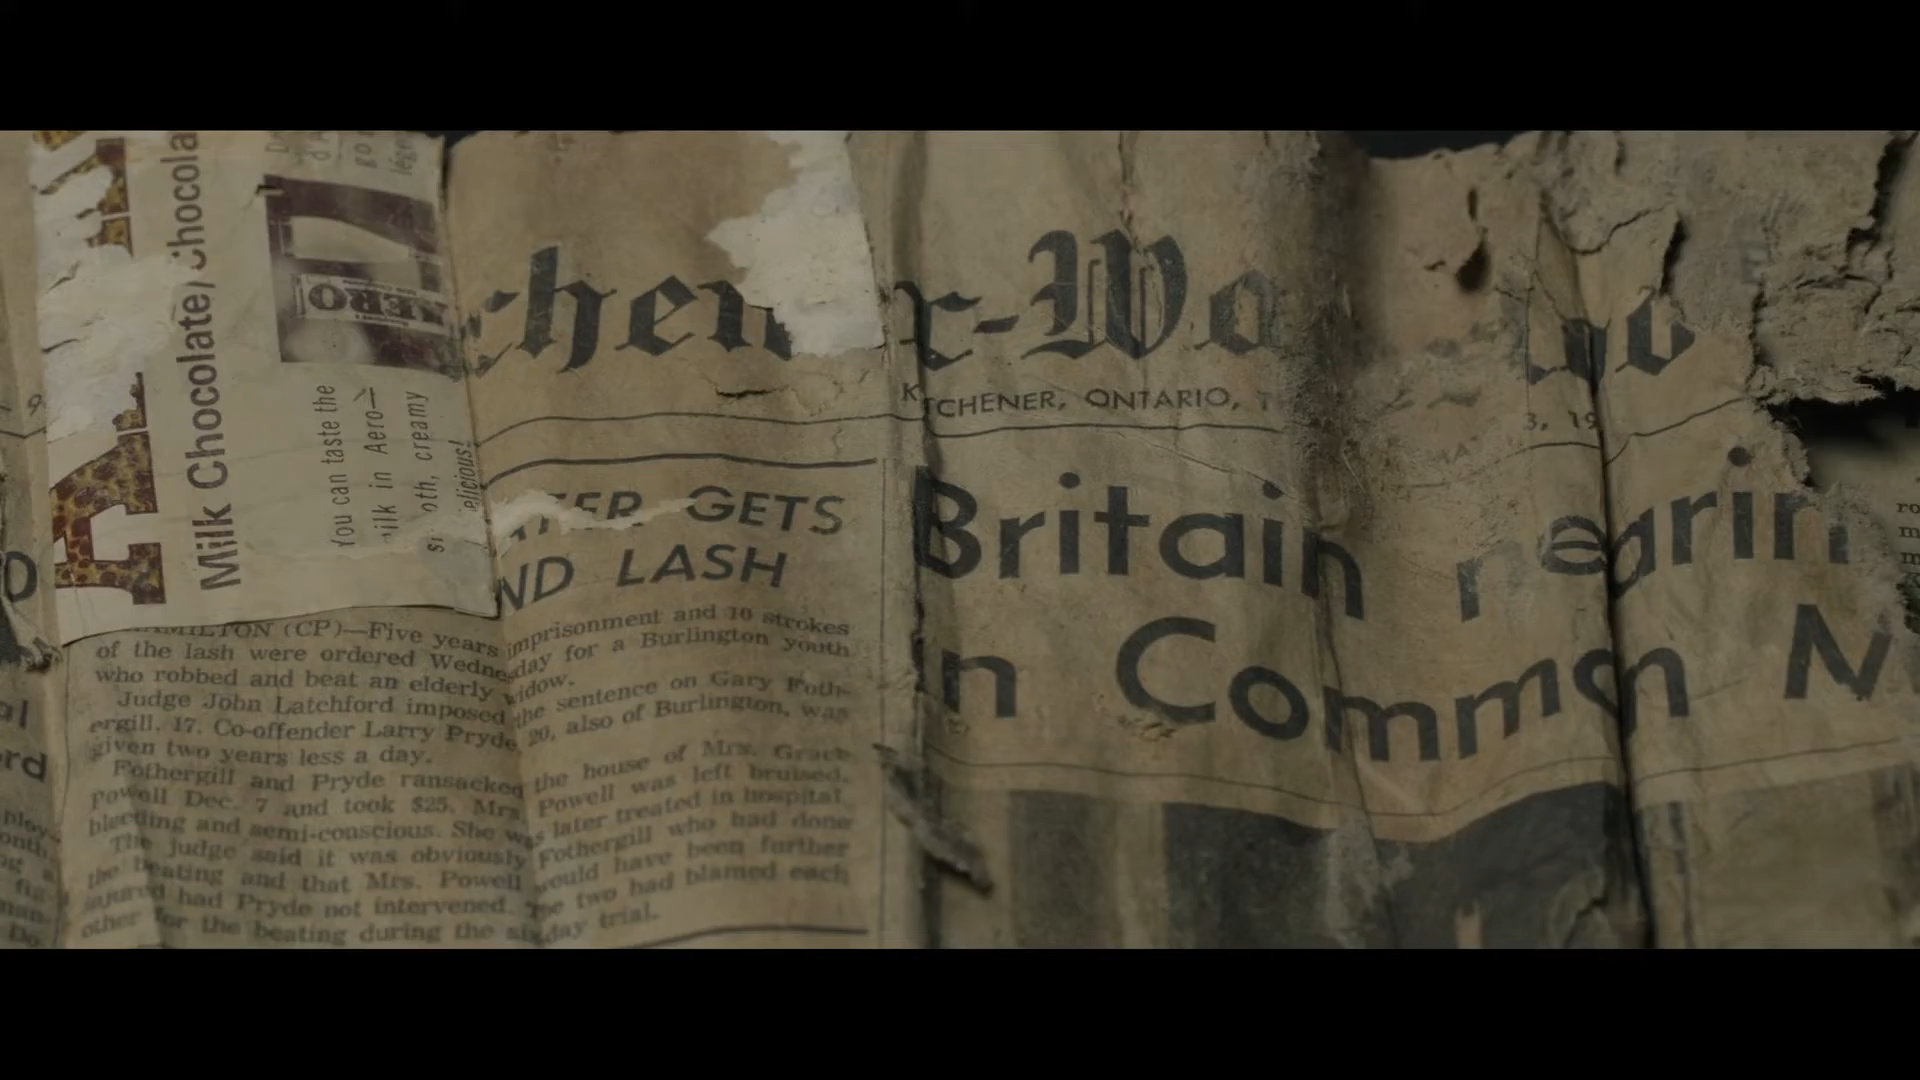 Milk Chocolate/Chocola
AERO
You can taste the
milk in Aero—
smooth, creamy
delicious!
chener-Wa
KITCHENER, ONTARIO,
3, 19
GETS
ND LASH
HAMILTON (CP)—Five years imprisonment and 10 strokes
of the lash were ordered Wednesday for a Burlington youth
who robbed and beat an elderly widow.
Judge John Latchford imposed the sentence on Gary Foth-
ergill, 17. Co-offender Larry Pryde, 20, also of Burlington, was
given two years less a day.
Fothergill and Pryde ransacked the house of Mrs. Grace
Powell Dec. 7 and took $25. Mrs. Powell was left bruised,
bleeding and semi-conscious. She was later treated in hospital.
The judge said it was obviously Fothergill who had done
the beating and that Mrs. Powell would have been further
injured had Pryde not intervened. The two had blamed each
other for the beating during the six-day trial.
Britain nearin
n Commn M